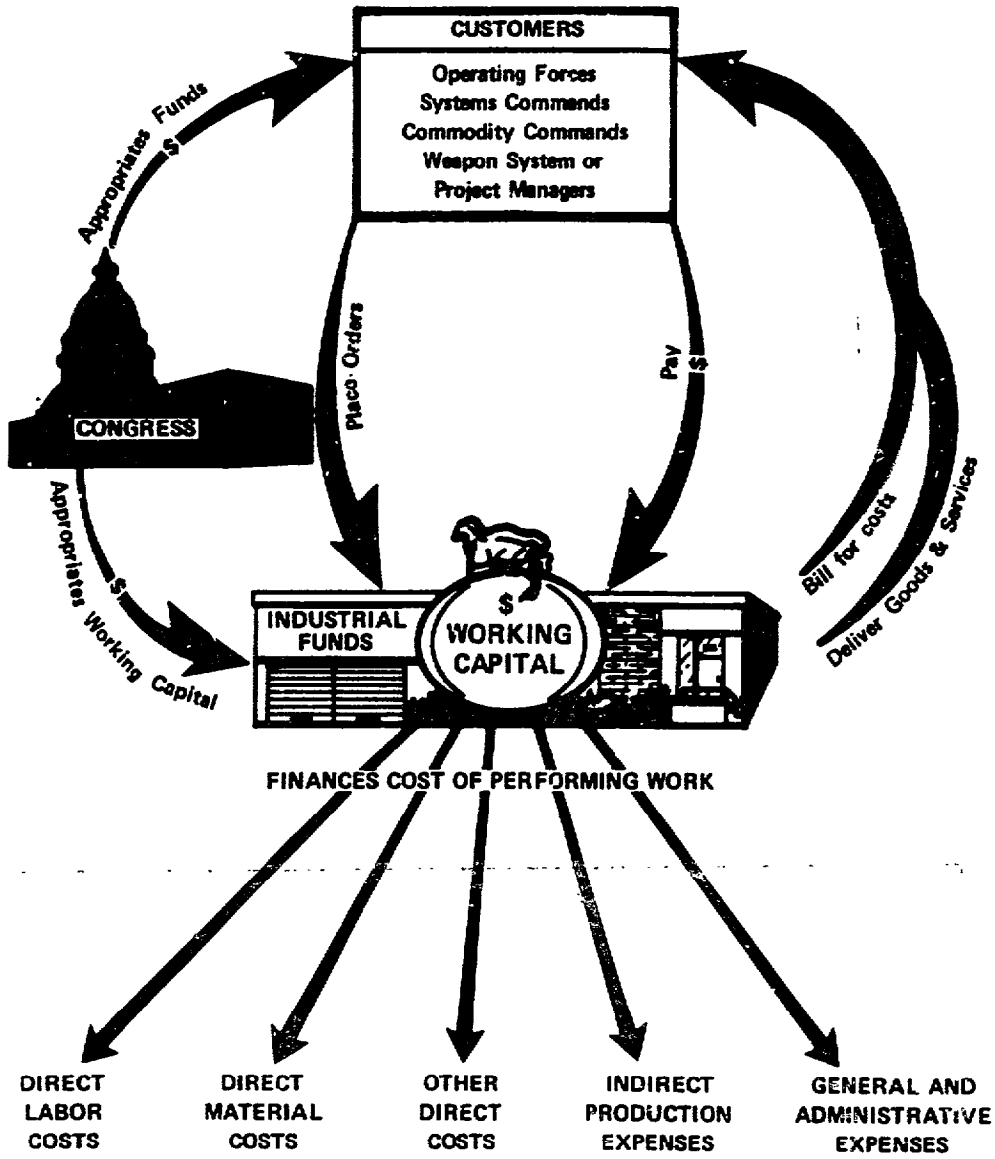 CUSTOMERS
Operating Forces
Systems Commands
Commodity Commands
Weapon System or
Project Managers
Appropriates Funds
$
Placo Orders
Pay
$
CONGRESS
Appropriates Working Capital
$
Bill for costs
Deliver Goods & Services
INDUSTRIAL
FUNDS
$
WORKING
CAPITAL
FINANCES COST OF PERFORMING WORK
DIRECT
LABOR
COSTS
DIRECT
MATERIAL
COSTS
OTHER
DIRECT
COSTS
INDIRECT
PRODUCTION
EXPENSES
GENERAL AND
ADMINISTRATIVE
EXPENSES